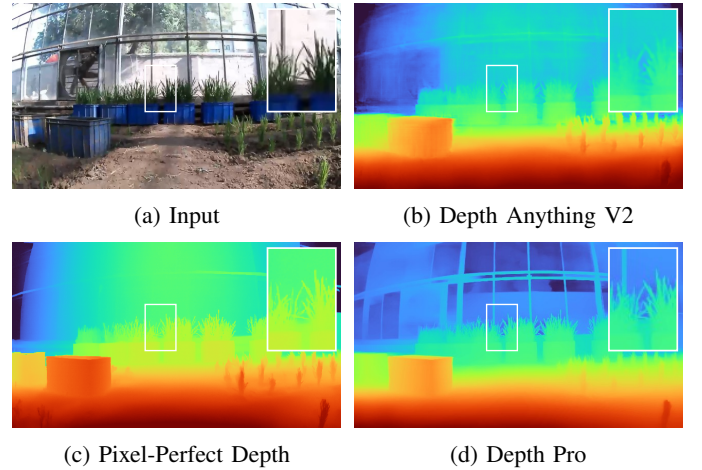 (a) Input
(b) Depth Anything V2
(c) Pixel-Perfect Depth
(d) Depth Pro